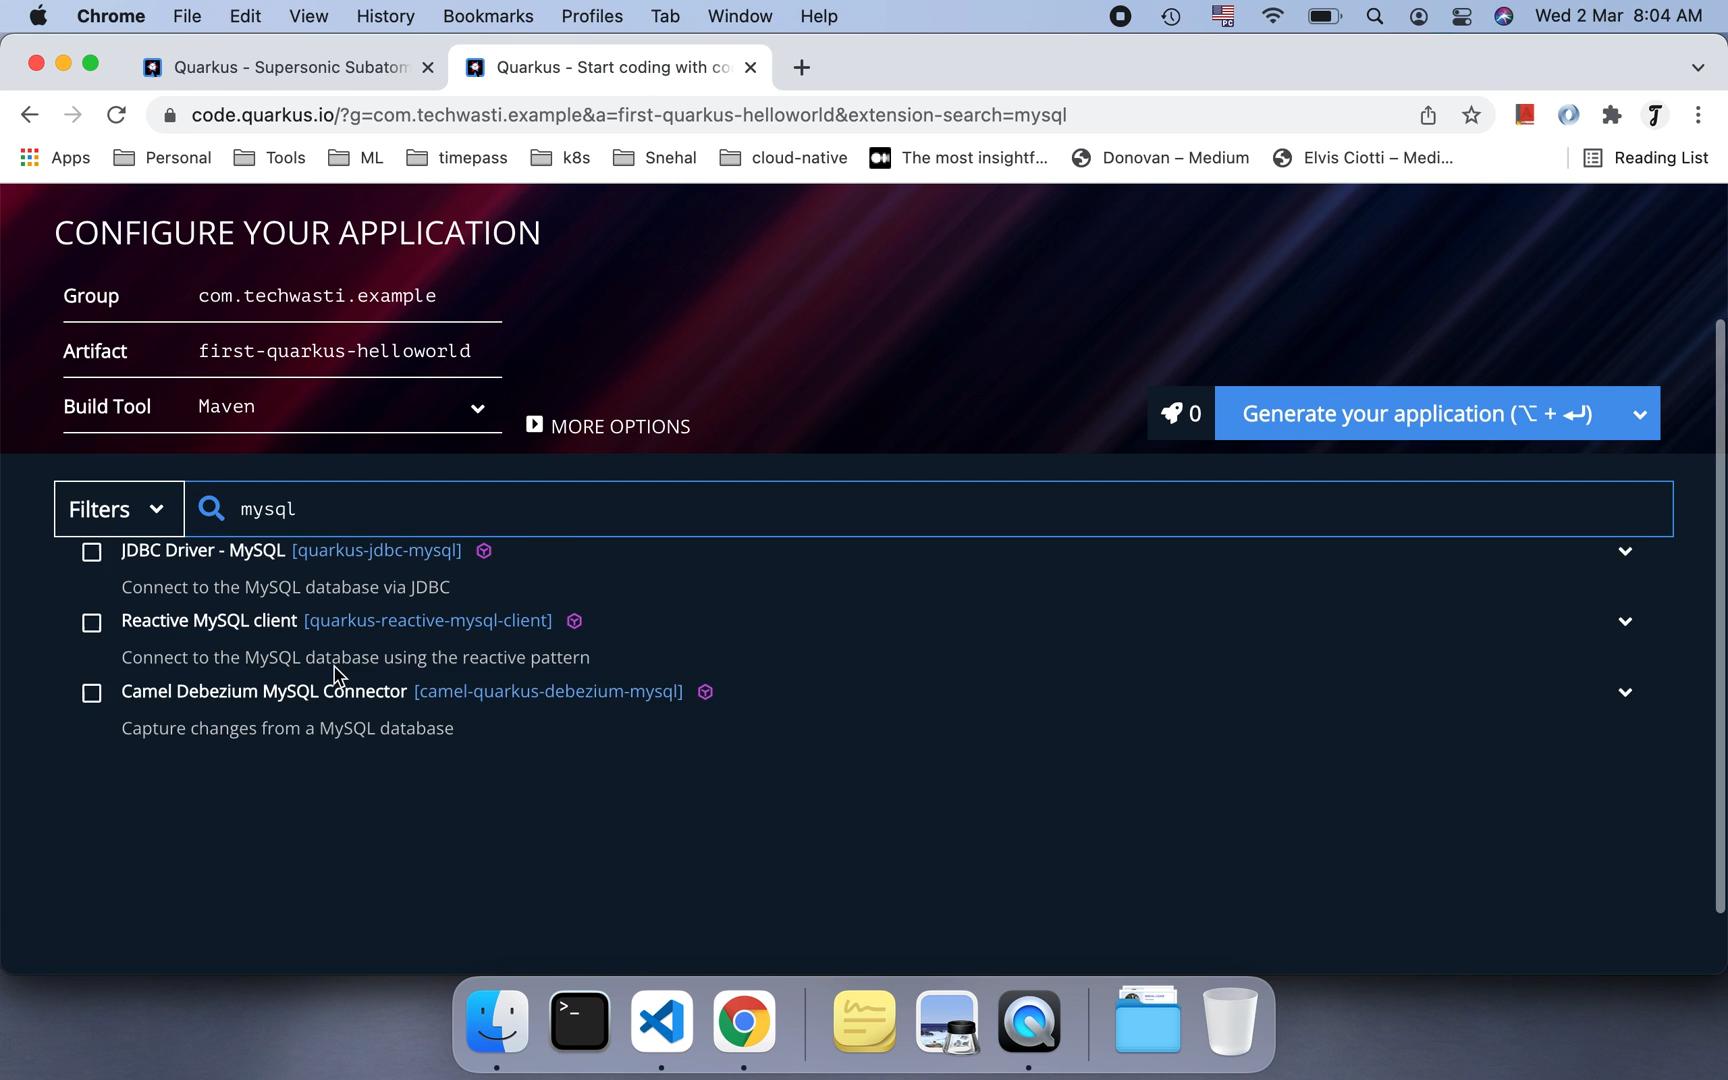 Chrome File Edit View History Bookmarks Profiles Tab Window Help Wed 2 Mar 8:04 AM
Quarkus - Supersonic Subatom Quarkus - Start coding with co
code.quarkus.io/?g=com.techwasti.example&a=first-quarkus-helloworld&extension-search=mysql
Apps Personal Tools ML timepass k8s Snehal cloud-native The most insightf... Donovan – Medium Elvis Ciotti – Medi... Reading List
CONFIGURE YOUR APPLICATION
Group com.techwasti.example
Artifact first-quarkus-helloworld
Build Tool Maven
MORE OPTIONS
0 Generate your application (⌥ + ↵)
Filters mysql
JDBC Driver - MySQL [quarkus-jdbc-mysql]
Connect to the MySQL database via JDBC
Reactive MySQL client [quarkus-reactive-mysql-client]
Connect to the MySQL database using the reactive pattern
Camel Debezium MySQL Connector [camel-quarkus-debezium-mysql]
Capture changes from a MySQL database